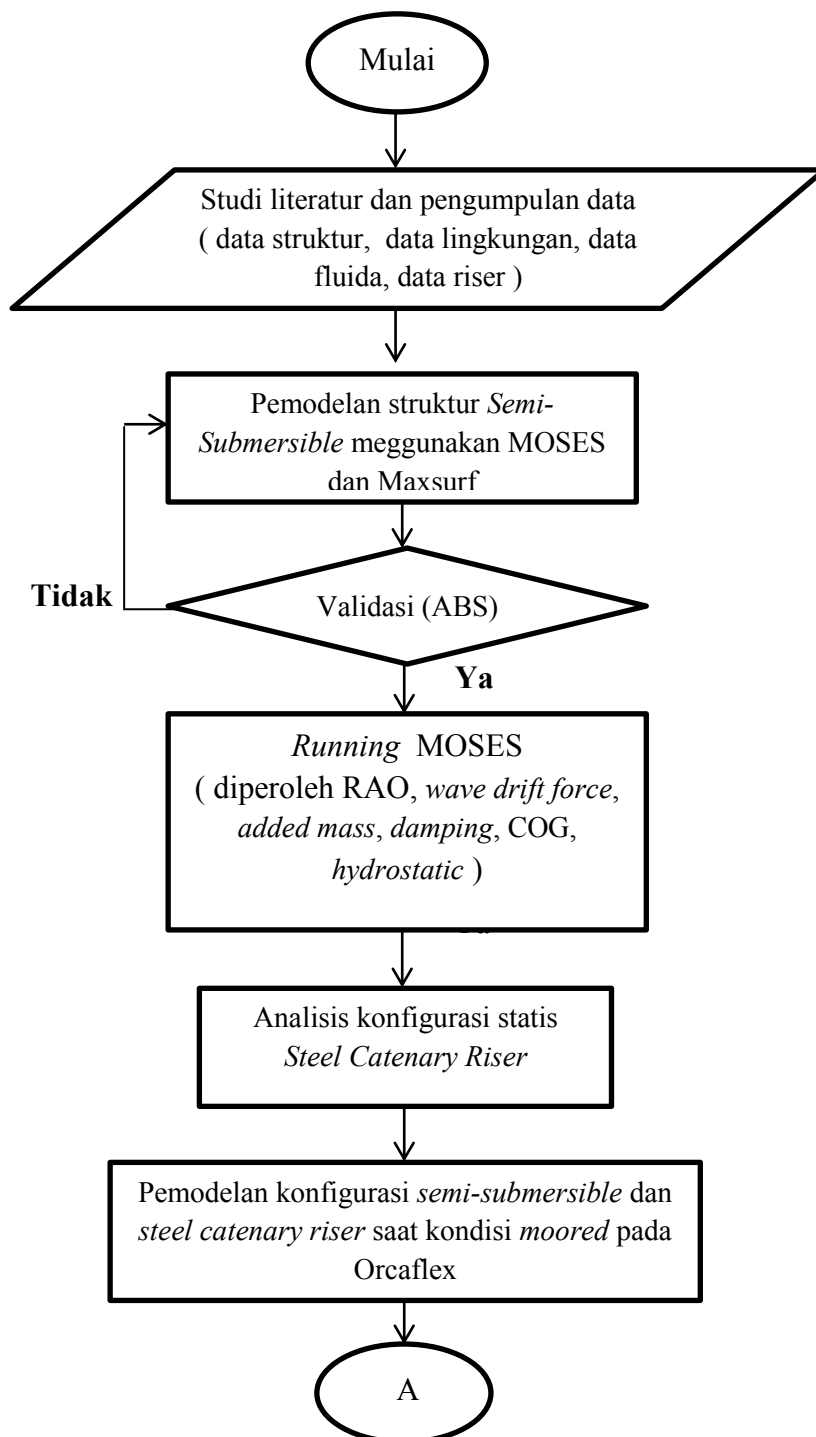 Mulai
Studi literatur dan pengumpulan data
( data struktur, data lingkungan, data
fluida, data riser )
Pemodelan struktur Semi-
Submersible meggunakan MOSES
dan Maxsurf
Tidak
Validasi (ABS)
Ya
Running MOSES
( diperoleh RAO, wave drift force,
added mass, damping, COG,
hydrostatic )
Analisis konfigurasi statis
Steel Catenary Riser
Pemodelan konfigurasi semi-submersible dan
steel catenary riser saat kondisi moored pada
Orcaflex
A